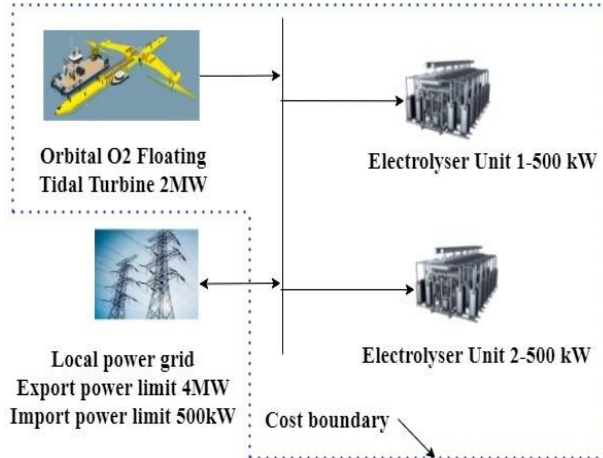 Orbital O2 Floating
Tidal Turbine 2MW
Electrolyser Unit 1-500 kW
Local power grid
Export power limit 4MW
Import power limit 500kW
Electrolyser Unit 2-500 kW
Cost boundary